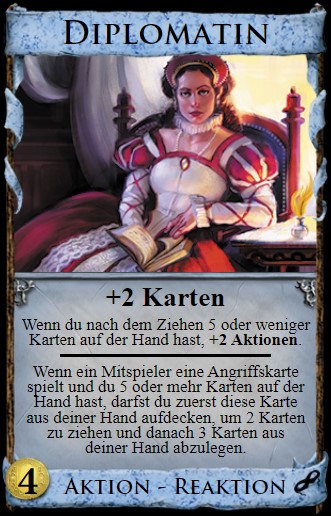 Diplomatin
+2 Karten
Wenn du nach dem Ziehen 5 oder weniger
Karten auf der Hand hast, +2 Aktionen.
Wenn ein Mitspieler eine Angriffskarte
spielt und du 5 oder mehr Karten auf der
Hand hast, darfst du zuerst diese Karte
aus deiner Hand aufdecken, um 2 Karten
zu ziehen und danach 3 Karten aus
deiner Hand abzulegen.
4 Aktion - Reaktion